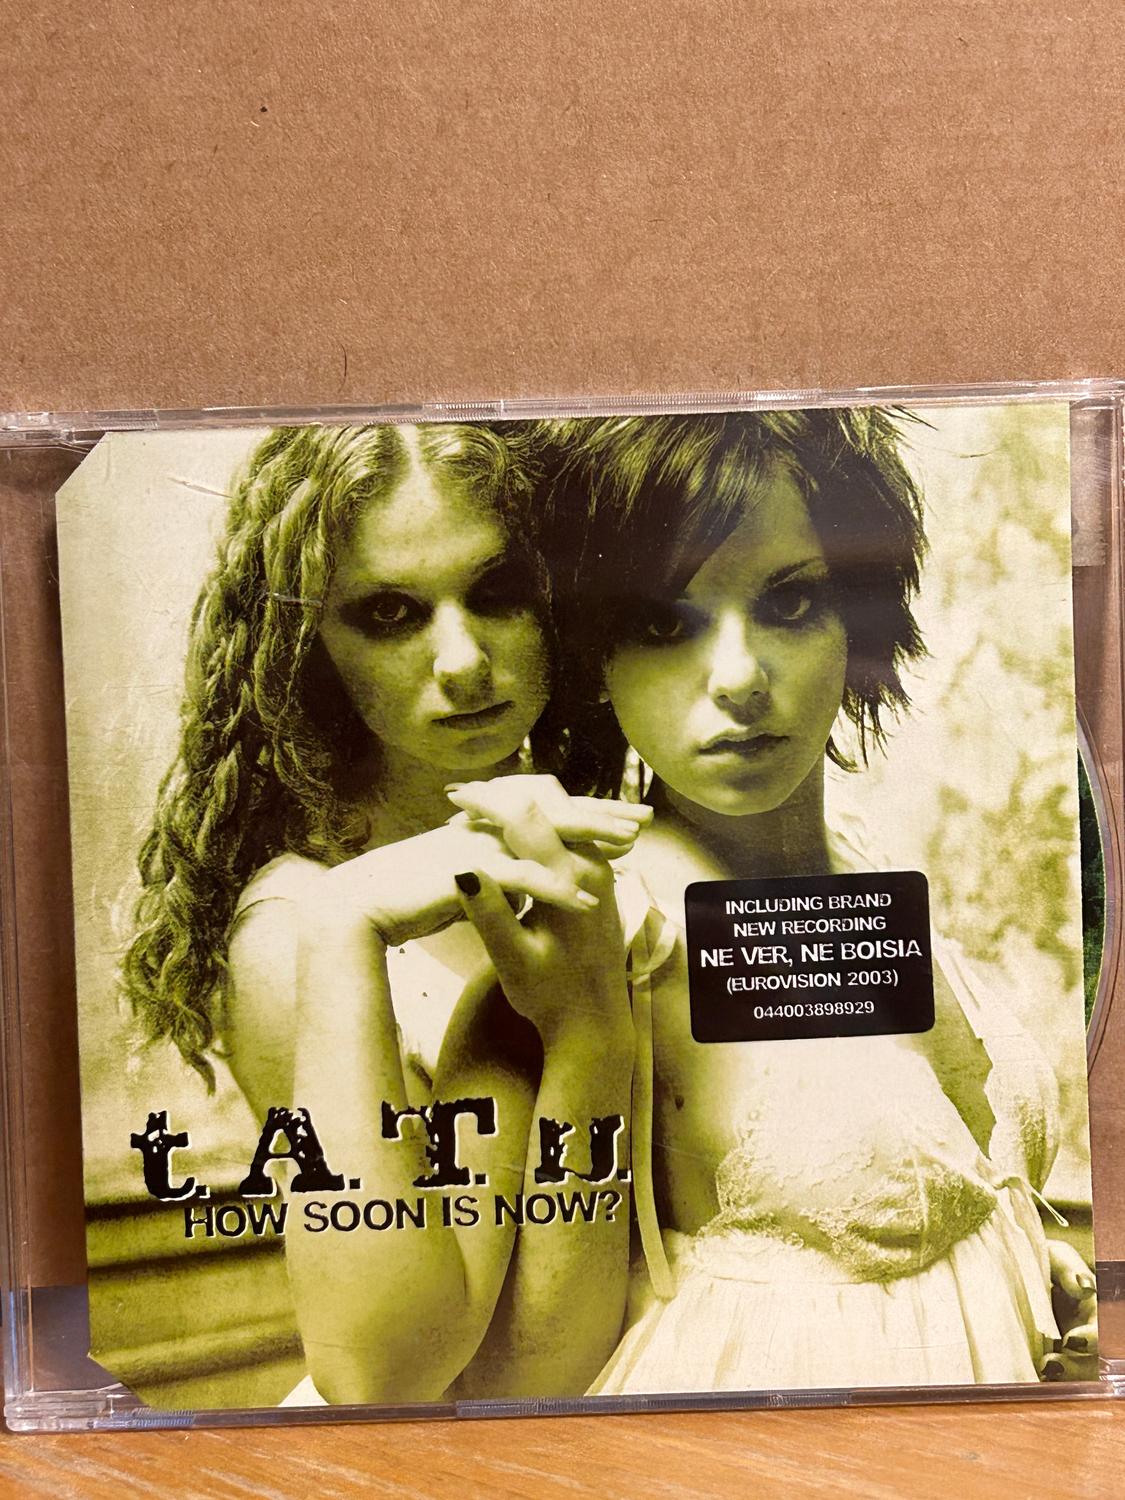 INCLUDING BRAND
NEW RECORDING
NE VER, NE BOISIA
(EUROVISION 2003)
044003898929
t.A.T.u.
HOW SOON IS NOW?